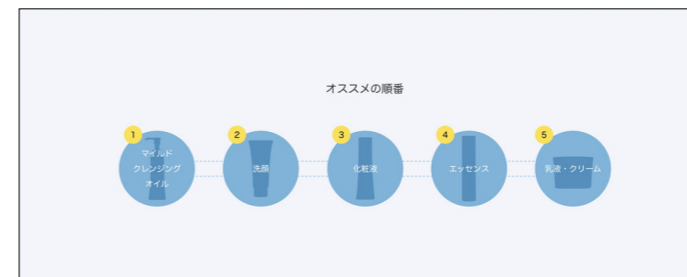 オススメの順番
1
マイルド
クレンジング
オイル
2
洗顔
3
化粧液
4
エッセンス
5
乳液・クリーム